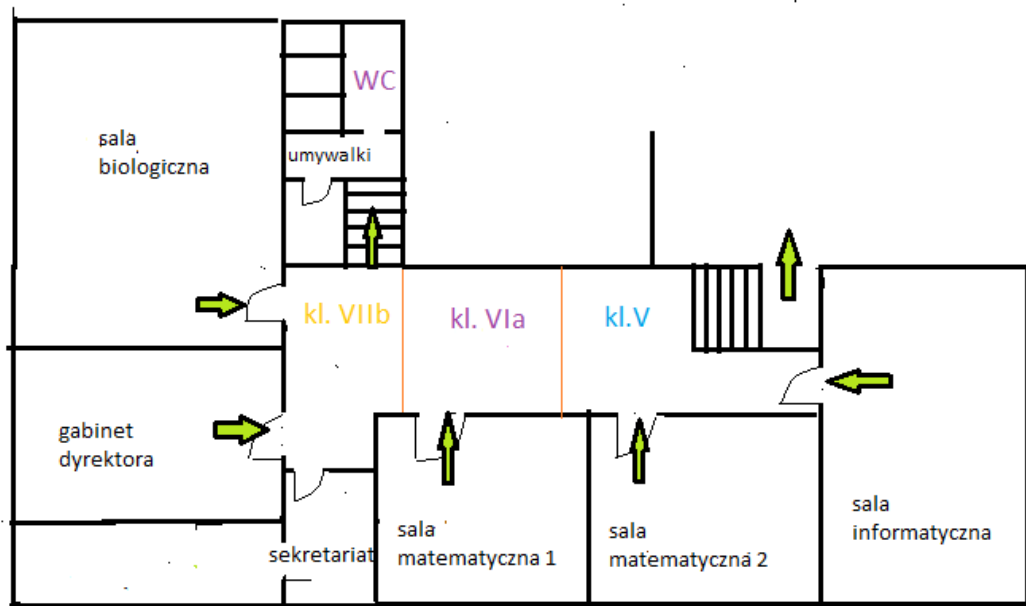 WC
umywalki
sala
biologiczna
kl. VIIb
kl. VIa
kl.V
gabinet
dyrektora
sekretariat
sala
matematyczna 1
sala
matematyczna 2
sala
informatyczna